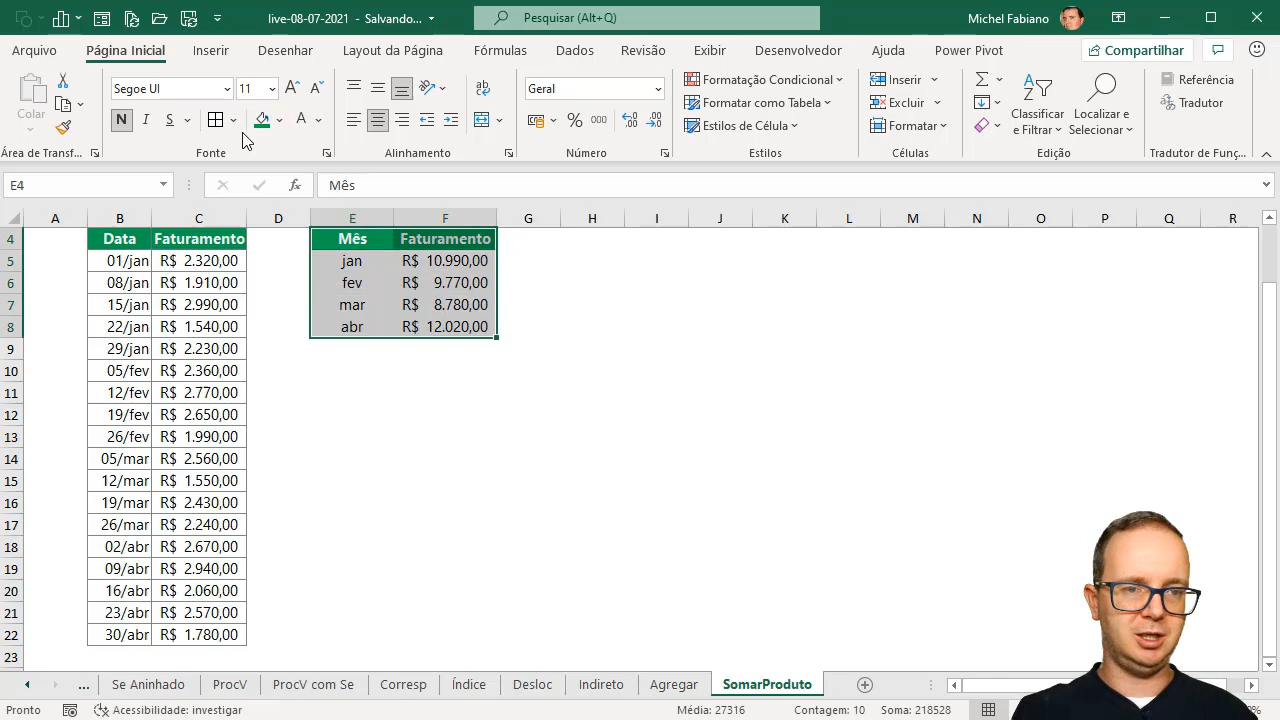 live-08-07-2021 - Salvando...
Pesquisar (Alt+Q)
Michel Fabiano
Arquivo
Página Inicial
Inserir
Desenhar
Layout da Página
Fórmulas
Dados
Revisão
Exibir
Desenvolvedor
Ajuda
Power Pivot
Compartilhar
Colar
Segoe UI
11
N I S
Geral
% 000
Formatação Condicional
Formatar como Tabela
Estilos de Célula
Inserir
Excluir
Formatar
Classificar
e Filtrar
Localizar e
Selecionar
Referência
Tradutor
Área de Transf...
Fonte
Alinhamento
Número
Estilos
Células
Edição
Tradutor de Funç...
E4
fx
Mês
A B C D E F G H I J K L M N O P Q R
4 Data Faturamento Mês Faturamento
5 01/jan R$ 2.320,00 jan R$ 10.990,00
6 08/jan R$ 1.910,00 fev R$ 9.770,00
7 15/jan R$ 2.990,00 mar R$ 8.780,00
8 22/jan R$ 1.540,00 abr R$ 12.020,00
9 29/jan R$ 2.230,00
10 05/fev R$ 2.360,00
11 12/fev R$ 2.770,00
12 19/fev R$ 2.650,00
13 26/fev R$ 1.990,00
14 05/mar R$ 2.560,00
15 12/mar R$ 1.550,00
16 19/mar R$ 2.430,00
17 26/mar R$ 2.240,00
18 02/abr R$ 2.670,00
19 09/abr R$ 2.940,00
20 16/abr R$ 2.060,00
21 23/abr R$ 2.570,00
22 30/abr R$ 1.780,00
23
... Se Aninhado ProcV ProcV com Se Corresp Índice Desloc Indireto Agregar SomarProduto
Pronto
Acessibilidade: investigar
Média: 27316 Contagem: 10 Soma: 218528